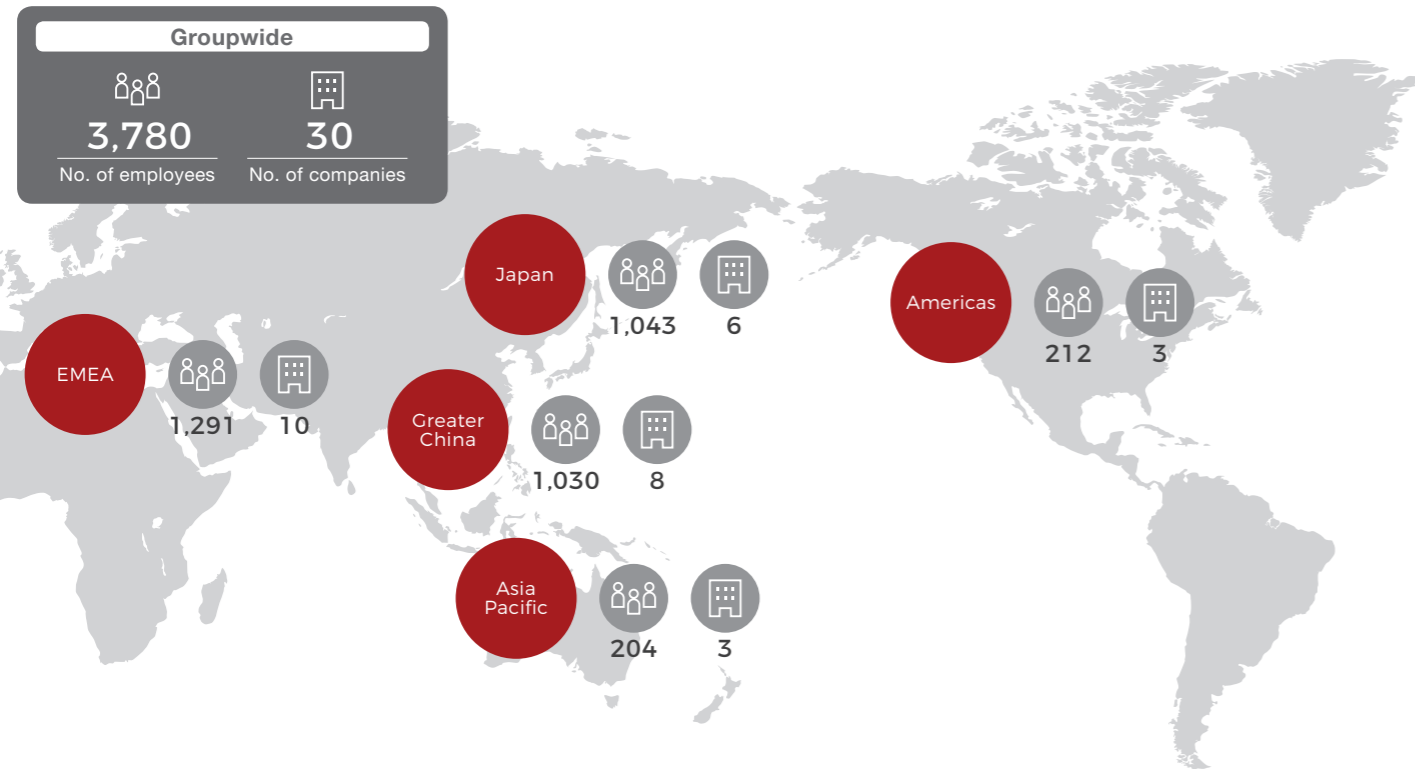 Groupwide
3,780
No. of employees
30
No. of companies
Japan
1,043
6
Americas
212
3
EMEA
1,291
10
Greater
China
1,030
8
Asia
Pacific
204
3